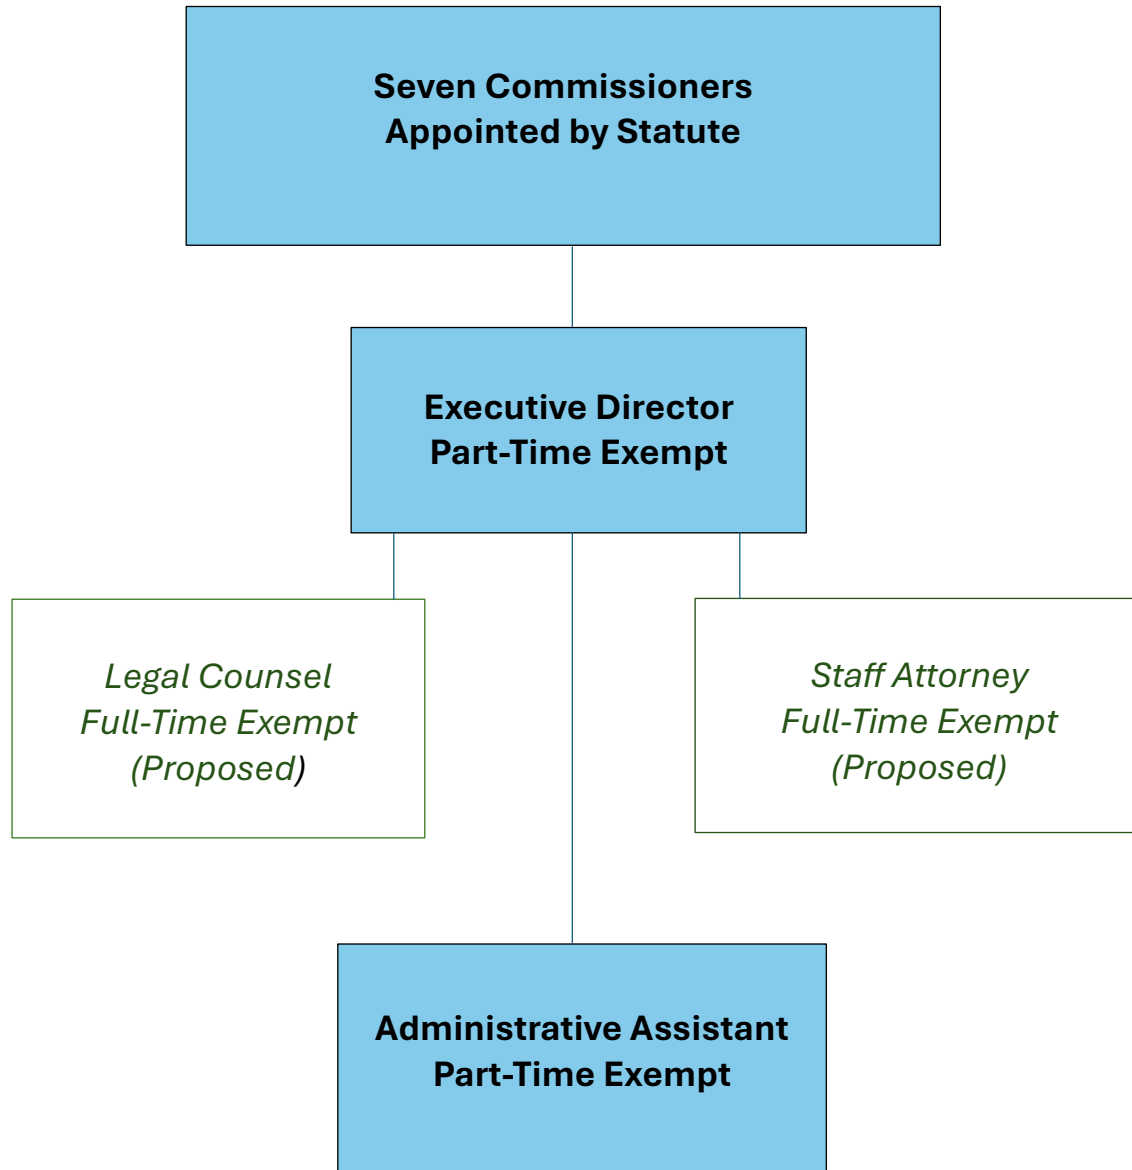 Seven Commissioners
Appointed by Statute
Executive Director
Part-Time Exempt
Legal Counsel
Full-Time Exempt
(Proposed)
Staff Attorney
Full-Time Exempt
(Proposed)
Administrative Assistant
Part-Time Exempt